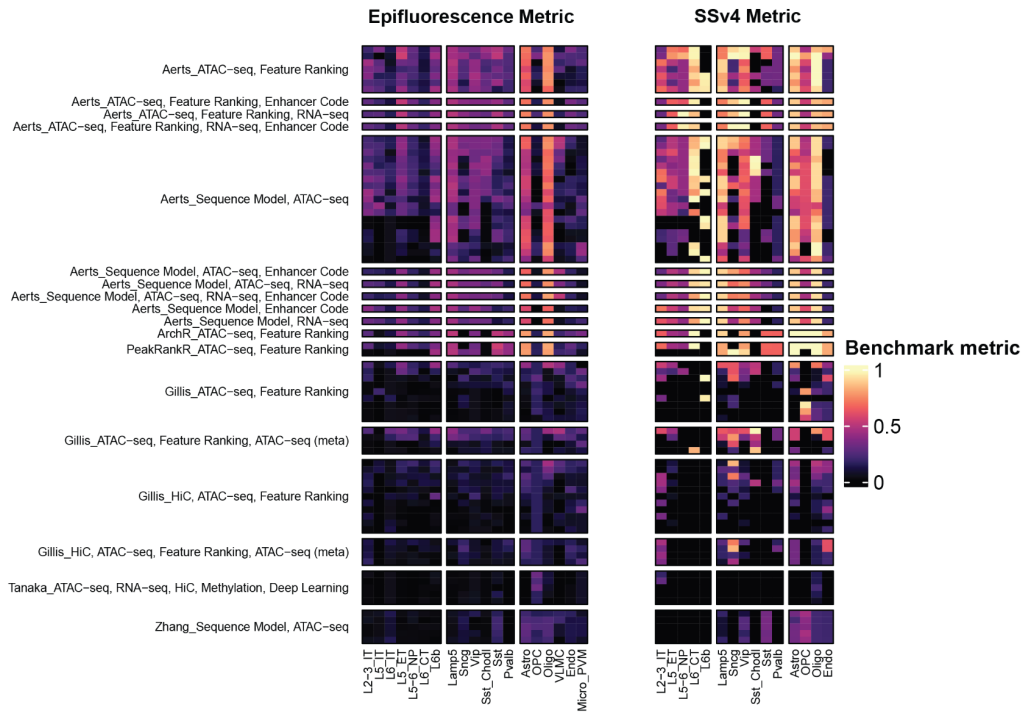 Epifluorescence Metric
SSv4 Metric
Aerts_ATAC−seq, Feature Ranking
Aerts_ATAC−seq, Feature Ranking, Enhancer Code
Aerts_ATAC−seq, Feature Ranking, RNA−seq
Aerts_ATAC−seq, Feature Ranking, RNA−seq, Enhancer Code
Aerts_Sequence Model, ATAC−seq
Aerts_Sequence Model, ATAC−seq, Enhancer Code
Aerts_Sequence Model, ATAC−seq, RNA−seq
Aerts_Sequence Model, ATAC−seq, RNA−seq, Enhancer Code
Aerts_Sequence Model, Enhancer Code
Aerts_Sequence Model, RNA−seq
ArchR_ATAC−seq, Feature Ranking
PeakRankR_ATAC−seq, Feature Ranking
Gillis_ATAC−seq, Feature Ranking
Gillis_ATAC−seq, Feature Ranking, ATAC−seq (meta)
Gillis_HiC, ATAC−seq, Feature Ranking
Gillis_HiC, ATAC−seq, Feature Ranking, ATAC−seq (meta)
Tanaka_ATAC−seq, RNA−seq, HiC, Methylation, Deep Learning
Zhang_Sequence Model, ATAC−seq
L2−3_IT
L5_IT
L6_IT
L5_ET
L5−6_NP
L6_CT
L6b
Lamp5
Sncg
Vip
Sst_Chodl
Sst
Pvalb
Astro
OPC
Oligo
VLMC
Endo
Micro_PVM
L2−3_IT
L5_IT
L5_ET
L5−6_NP
L6_CT
L6b
Lamp5
Sncg
Vip
Sst_Chodl
Sst
Pvalb
Astro
OPC
Oligo
Endo
Benchmark metric
1
0.5
0